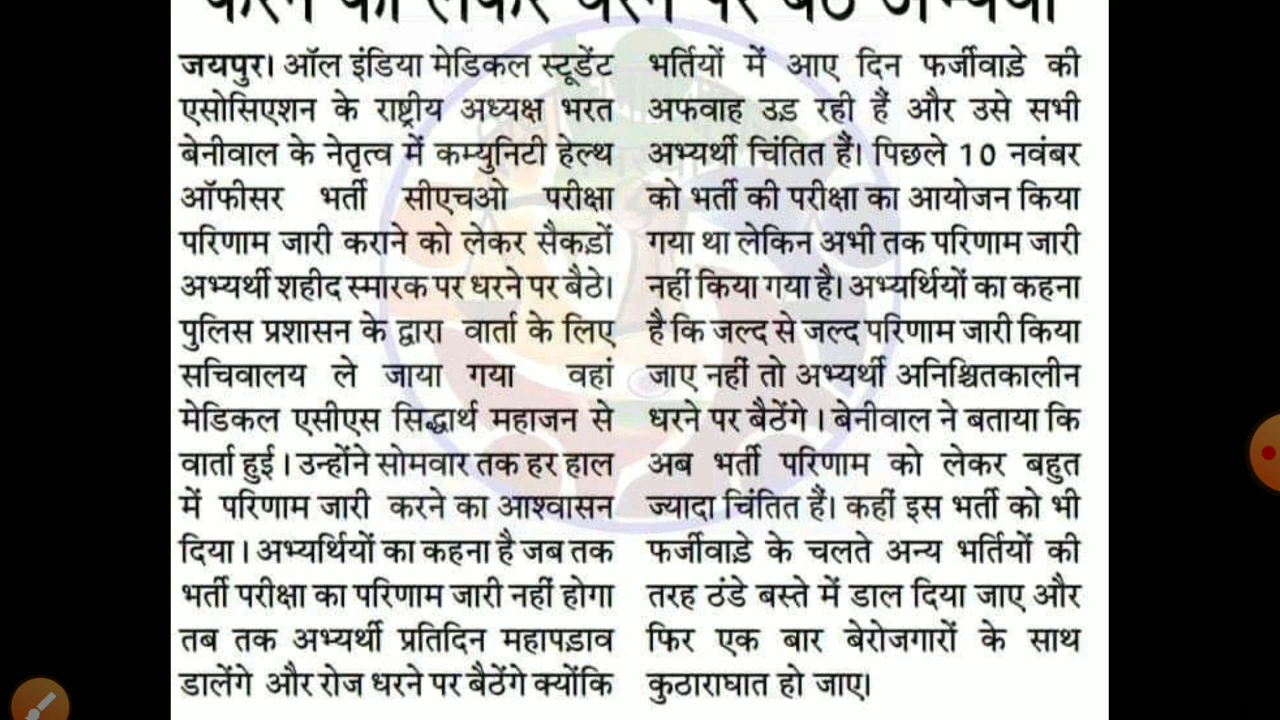 करने को लेकर धरने पर बैठे अभ्यर्थी
जयपुर। ऑल इंडिया मेडिकल स्टूडेंट
एसोसिएशन के राष्ट्रीय अध्यक्ष भरत
बेनीवाल के नेतृत्व में कम्युनिटी हेल्थ
ऑफीसर भर्ती सीएचओ परीक्षा
परिणाम जारी कराने को लेकर सैकड़ों
अभ्यर्थी शहीद स्मारक पर धरने पर बैठे।
पुलिस प्रशासन के द्वारा वार्ता के लिए
सचिवालय ले जाया गया वहां
मेडिकल एसीएस सिद्धार्थ महाजन से
वार्ता हुई । उन्होंने सोमवार तक हर हाल
में परिणाम जारी करने का आश्वासन
दिया । अभ्यर्थियों का कहना है जब तक
भर्ती परीक्षा का परिणाम जारी नहीं होगा
तब तक अभ्यर्थी प्रतिदिन महापड़ाव
डालेंगे और रोज धरने पर बैठेंगे क्योंकि
भर्तियों में आए दिन फर्जीवाड़े की
अफवाह उड़ रही हैं और उसे सभी
अभ्यर्थी चिंतित हैं। पिछले 10 नवंबर
को भर्ती की परीक्षा का आयोजन किया
गया था लेकिन अभी तक परिणाम जारी
नहीं किया गया है। अभ्यर्थियों का कहना
है कि जल्द से जल्द परिणाम जारी किया
जाए नहीं तो अभ्यर्थी अनिश्चितकालीन
धरने पर बैठेंगे । बेनीवाल ने बताया कि
अब भर्ती परिणाम को लेकर बहुत
ज्यादा चिंतित हैं। कहीं इस भर्ती को भी
फर्जीवाड़े के चलते अन्य भर्तियों की
तरह ठंडे बस्ते में डाल दिया जाए और
फिर एक बार बेरोजगारों के साथ
कुठाराघात हो जाए।